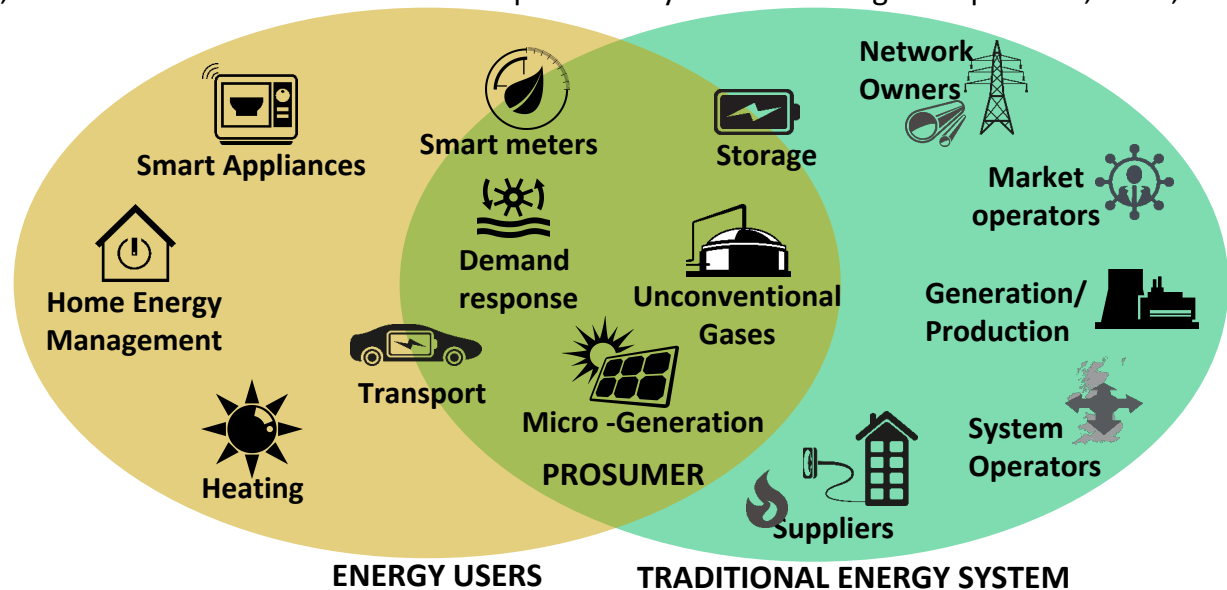 Smart Appliances
Home Energy
Management
Heating
Smart meters
Demand
response
Transport
Storage
Unconventional
Gases
Micro -Generation
PROSUMER
Network
Owners
Market
operators
Generation/
Production
System
Operators
Suppliers
ENERGY USERS
TRADITIONAL ENERGY SYSTEM